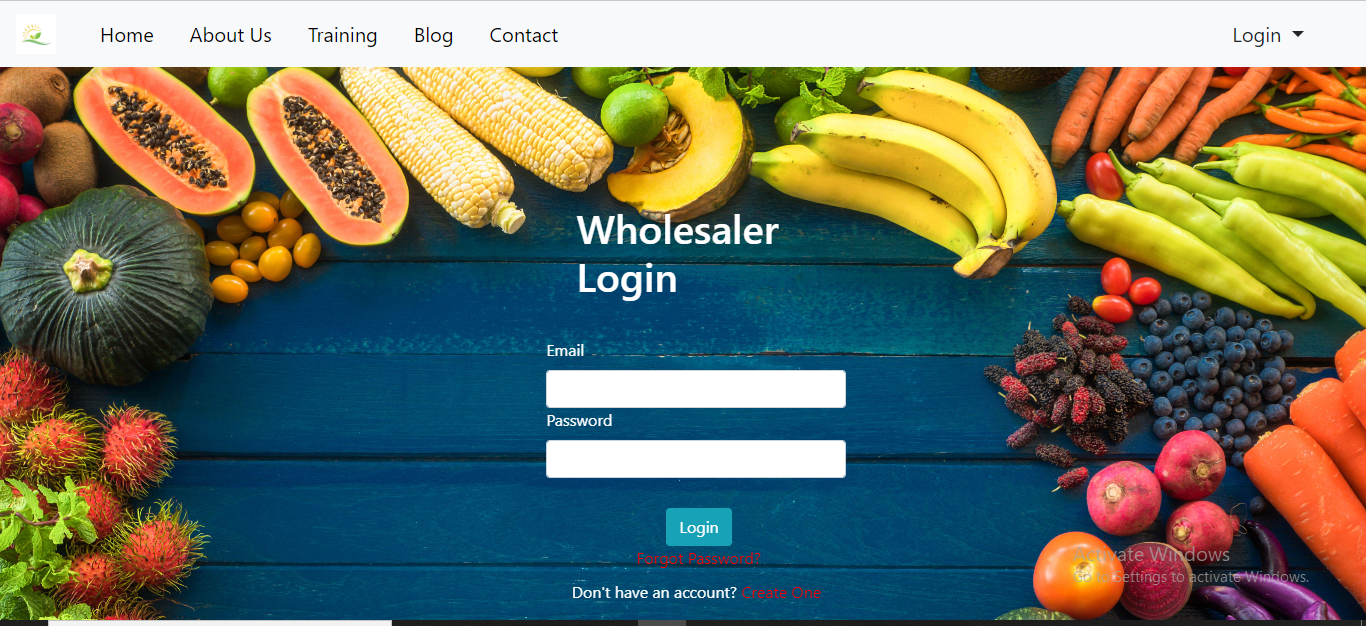 Home About Us Training Blog Contact Login
Wholesaler
Login
Email
Password
Login
Forgot Password?
Activate Windows
Go to Settings to activate Windows.
Don't have an account? Create One